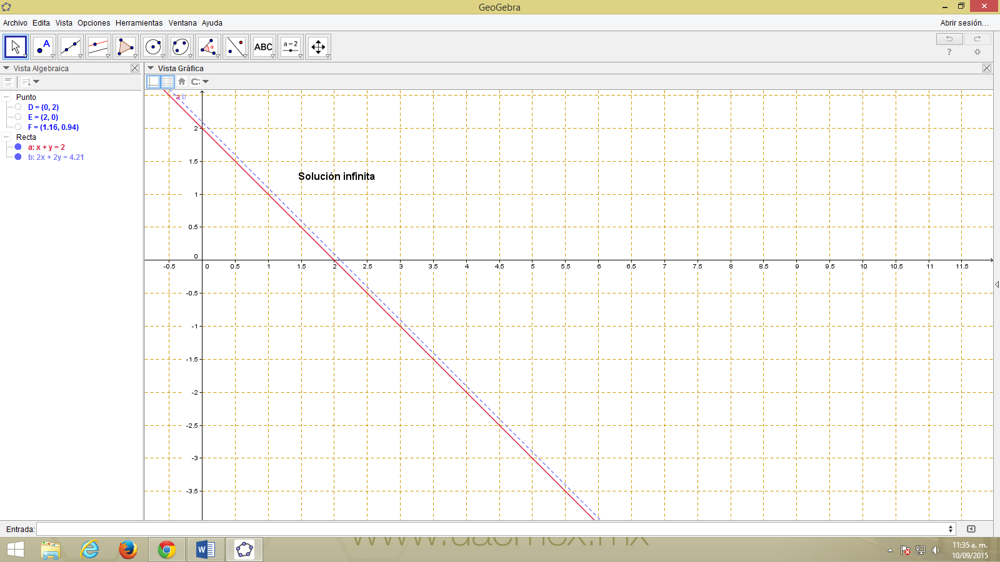 GeoGebra
Archivo Edita Vista Opciones Herramientas Ventana Ayuda
Abrir sesión...
A
α
ABC
a=2
?
Vista Algebraica
Vista Gráfica
Punto
D = (0, 2)
E = (2, 0)
F = (1.16, 0.94)
Recta
a: x + y = 2
b: 2x + 2y = 4.21
a b
2
1.5
Solución infinita
1
0.5
0
-0.5 0 0.5 1 1.5 2 2.5 3 3.5 4 4.5 5 5.5 6 6.5 7 7.5 8 8.5 9 9.5 10 10.5 11 11.5
-0.5
-1
-1.5
-2
-2.5
-3
-3.5
Entrada:
www.uaemex.mx
11:35 a. m.
10/09/2015